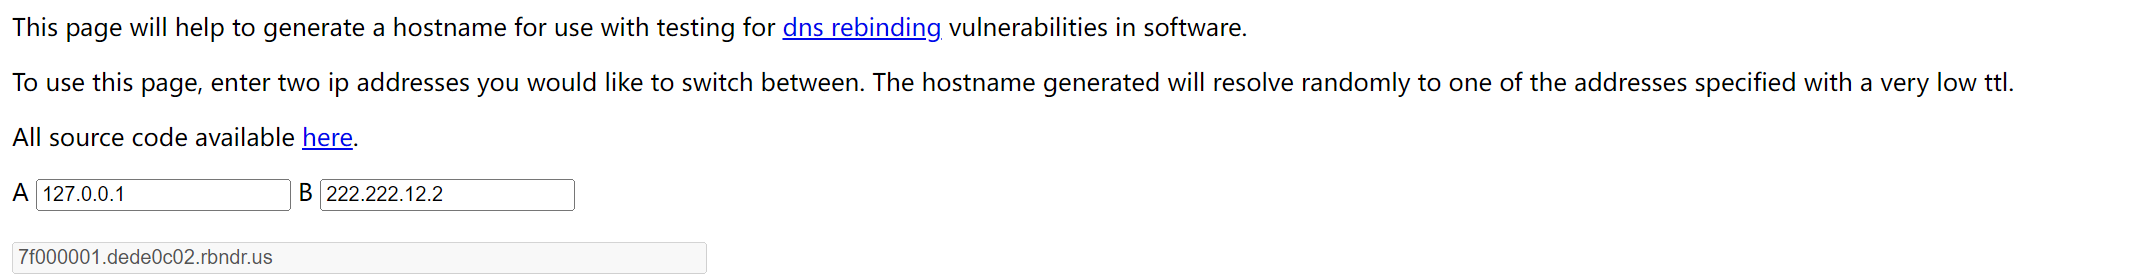 This page will help to generate a hostname for use with testing for dns rebinding vulnerabilities in software.
To use this page, enter two ip addresses you would like to switch between. The hostname generated will resolve randomly to one of the addresses specified with a very low ttl.
All source code available here.
A 127.0.0.1 B 222.222.12.2
7f000001.dede0c02.rbndr.us